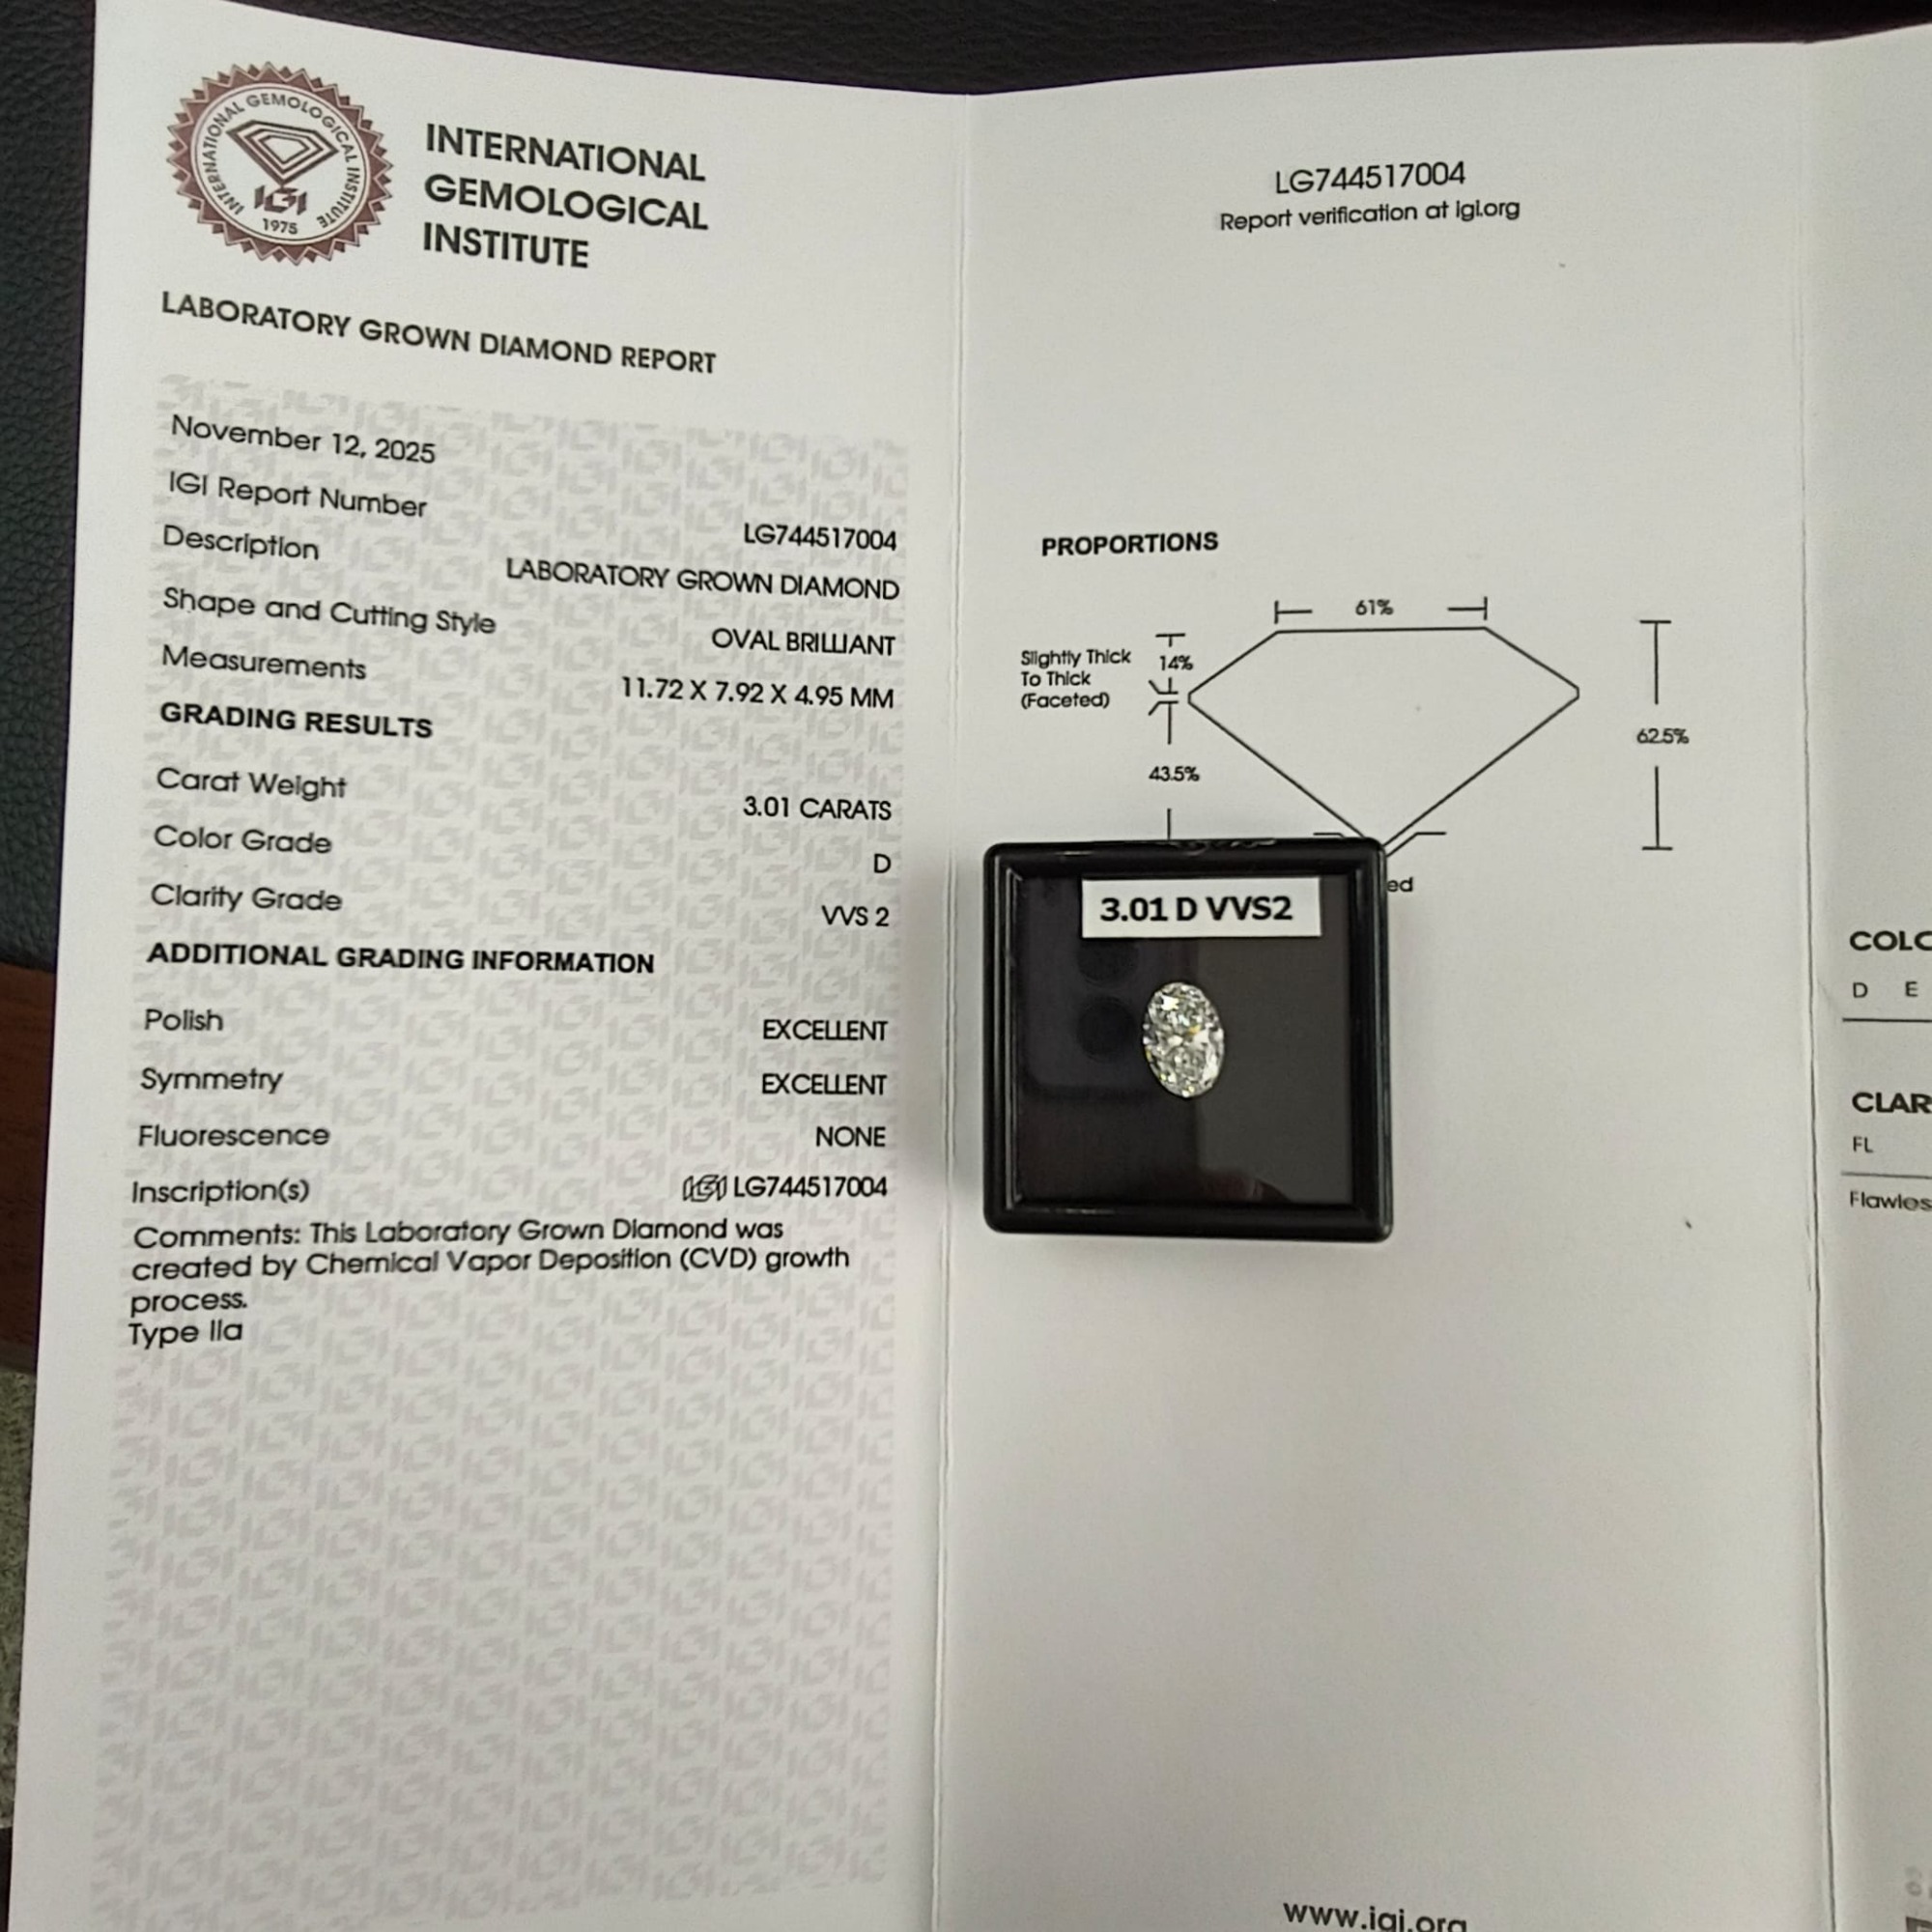 INTERNATIONAL GEMOLOGICAL INSTITUTE
IGI
1975
INTERNATIONAL
GEMOLOGICAL
INSTITUTE
LABORATORY GROWN DIAMOND REPORT
November 12, 2025
IGI Report Number LG744517004
Description LABORATORY GROWN DIAMOND
Shape and Cutting Style OVAL BRILLIANT
Measurements 11.72 X 7.92 X 4.95 MM
GRADING RESULTS
Carat Weight 3.01 CARATS
Color Grade D
Clarity Grade VVS 2
ADDITIONAL GRADING INFORMATION
Polish EXCELLENT
Symmetry EXCELLENT
Fluorescence NONE
Inscription(s) IGI LG744517004
Comments: This Laboratory Grown Diamond was
created by Chemical Vapor Deposition (CVD) growth
process.
Type IIa
LG744517004
Report verification at igi.org
PROPORTIONS
61%
Slightly Thick
To Thick
(Faceted)
14%
43.5%
62.5%
ed
3.01 D VVS2
www.igi.org
COLO
D E
CLAR
FL
Flawles